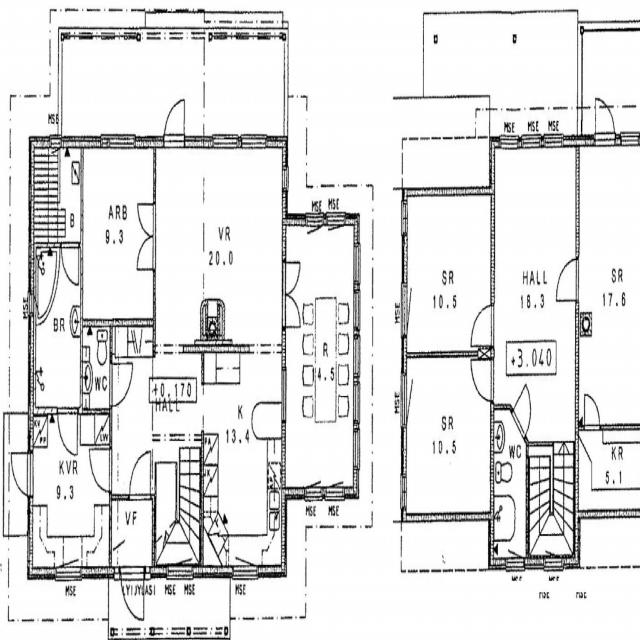 MSE
MSE MSE MSE
ARB
9.3
B
VR
20.0
MSE MSE
SR
10.5
HALL
18.3
SR
17.6
MSE
MSE
BR
WC
R
+3.040
+0.170
HALL
K
13.4
MSE
SR
10.5
WC
KR
5.1
KVR
9.3
VF
MSE MSE
MSE
MSE MSE
MSE
MSE MSE